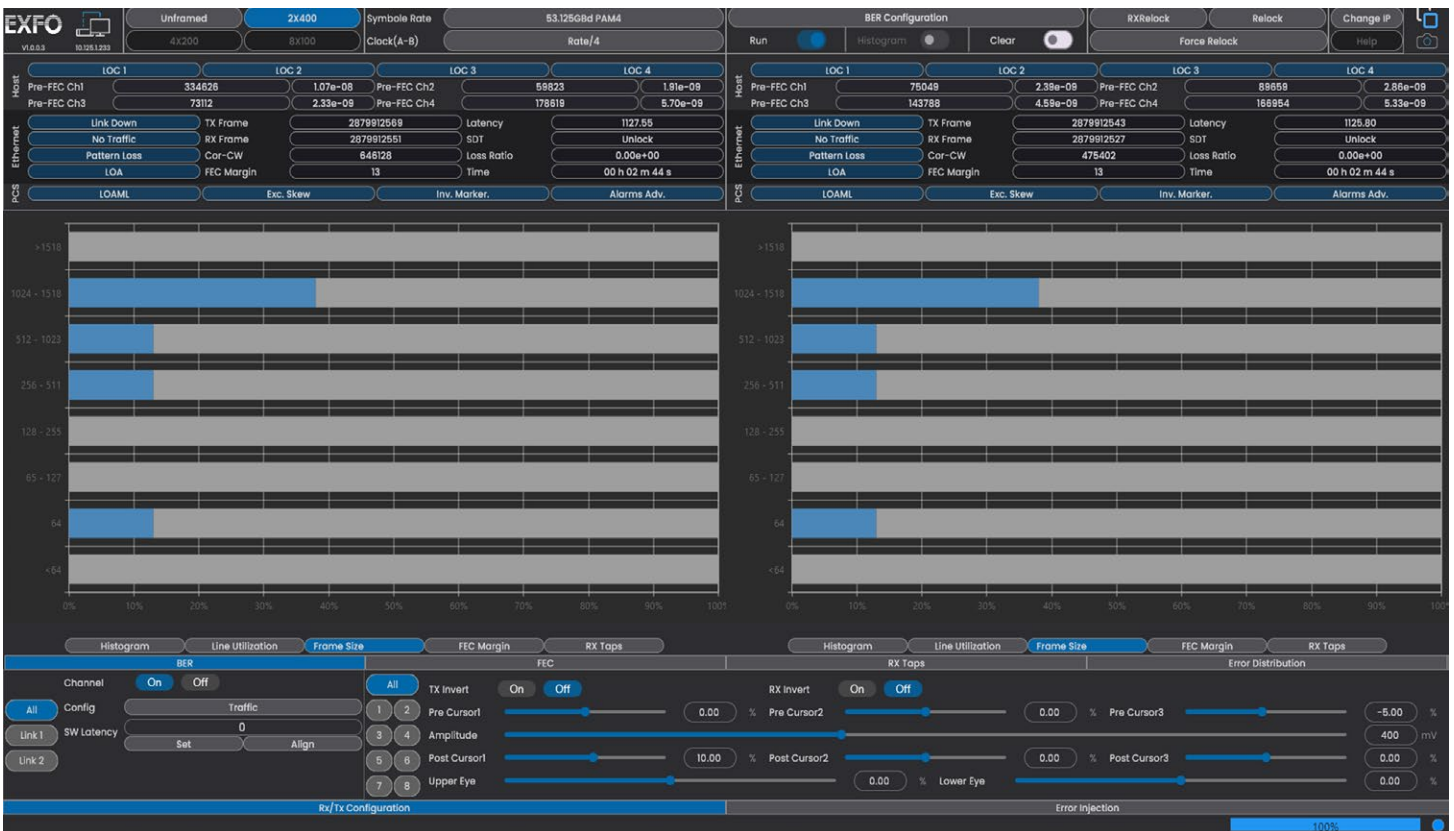 EXFO
V1.0.0.3 10.125.1.233
Unframed 2X400 Symbole Rate 53.125GBd PAM4 BER Configuration RXRelock Relock Change IP
4X200 8X100 Clock(A-B) Rate/4 Run Histogram Clear Force Relock Help
Host LOC 1 LOC 2 LOC 3 LOC 4
Pre-FEC Ch1 334626 1.07e-08 Pre-FEC Ch2 59823 1.91e-09
Pre-FEC Ch3 73112 2.33e-09 Pre-FEC Ch4 178619 5.70e-09
Ethernet Link Down TX Frame 2879912569 Latency 1127.55
No Traffic RX Frame 2879912551 SDT Unlock
Pattern Loss Cor-CW 646128 Loss Ratio 0.00e+00
LOA FEC Margin 13 Time 00 h 02 m 44 s
PCS LOAML Exc. Skew Inv. Marker. Alarms Adv.
Host LOC 1 LOC 2 LOC 3 LOC 4
Pre-FEC Ch1 75049 2.39e-09 Pre-FEC Ch2 89659 2.86e-09
Pre-FEC Ch3 143788 4.59e-09 Pre-FEC Ch4 166954 5.33e-09
Ethernet Link Down TX Frame 2879912543 Latency 1125.80
No Traffic RX Frame 2879912527 SDT Unlock
Pattern Loss Cor-CW 475402 Loss Ratio 0.00e+00
LOA FEC Margin 13 Time 00 h 02 m 44 s
PCS LOAML Exc. Skew Inv. Marker. Alarms Adv.
>1518
1024 - 1518
512 - 1023
256 - 511
128 - 255
65 - 127
64
<64
0% 10% 20% 30% 40% 50% 60% 70% 80% 90% 100%
>1518
1024 - 1518
512 - 1023
256 - 511
128 - 255
65 - 127
64
<64
0% 10% 20% 30% 40% 50% 60% 70% 80% 90% 100%
Histogram Line Utilization Frame Size FEC Margin RX Taps
Histogram Line Utilization Frame Size FEC Margin RX Taps
BER FEC RX Taps Error Distribution
Channel On Off All TX Invert On Off RX Invert On Off
All Config Traffic 1 2 Pre Cursor1 0.00 % Pre Cursor2 0.00 % Pre Cursor3 -5.00 %
Link 1 SW Latency 0 3 4 Amplitude 400 mV
Set Align
Link 2 5 6 Post Cursor1 10.00 % Post Cursor2 0.00 % Post Cursor3 0.00 %
7 8 Upper Eye 0.00 % Lower Eye 0.00 %
Rx/Tx Configuration Error Injection
100%